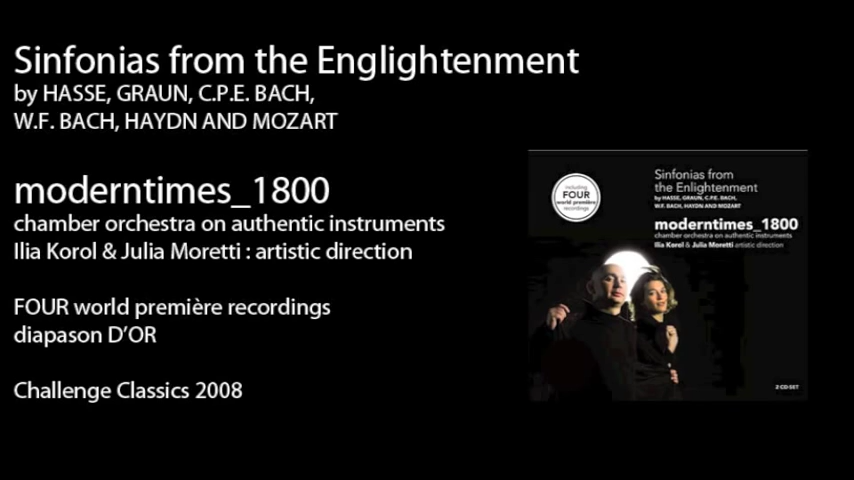 Sinfonias from the Englightenment
by HASSE, GRAUN, C.P.E. BACH,
W.F. BACH, HAYDN AND MOZART
moderntimes_1800
chamber orchestra on authentic instruments
Ilia Korol & Julia Moretti : artistic direction
FOUR world première recordings
diapason D'OR
Challenge Classics 2008
including
FOUR
world première
recordings
Sinfonias from
the Enlightenment
by HASSE, GRAUN, C.P.E. BACH,
W.F. BACH, HAYDN AND MOZART
moderntimes_1800
chamber orchestra on authentic instruments
Ilia Korol & Julia Moretti artistic direction
2 CD-SET